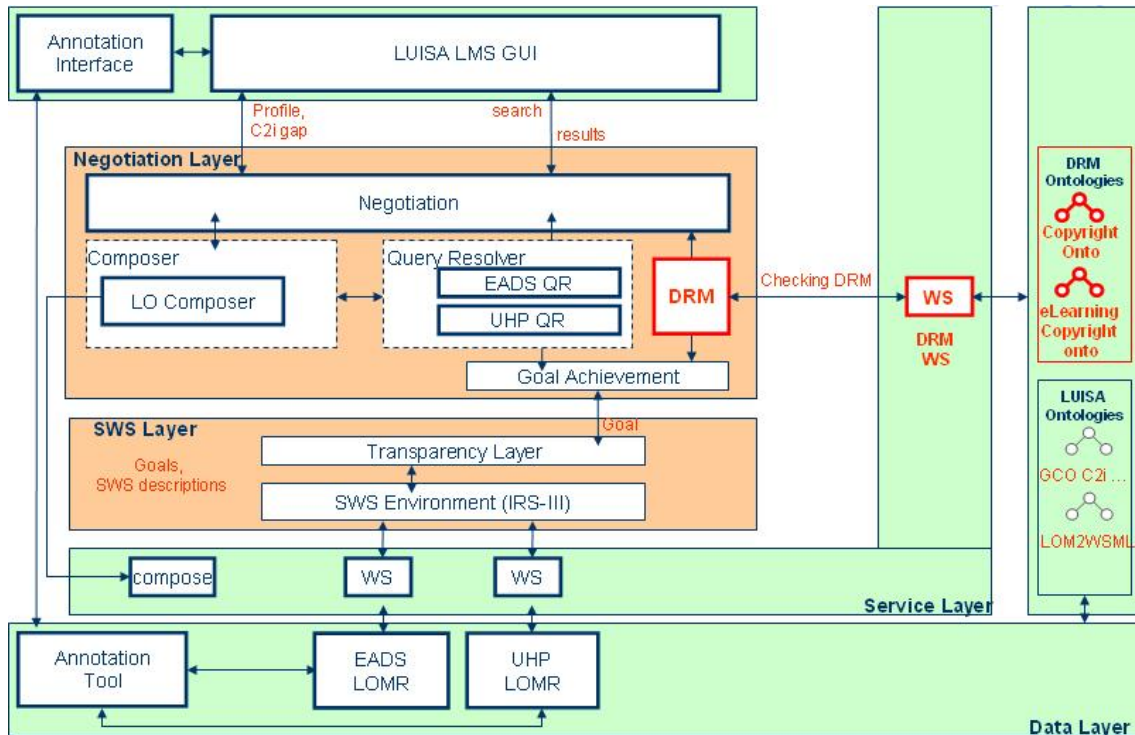 Annotation
Interface
LUISA LMS GUI
Profile,
C2i gap
search
results
Negotiation Layer
Negotiation
Composer
LO Composer
Query Resolver
EADS QR
UHP QR
DRM
Goal Achievement
Checking DRM
WS
DRM
WS
DRM
Ontologies
Copyright
Onto
eLearning
Copyright
onto
LUISA
Ontologies
GCO C2i ...
LOM2WSML
SWS Layer
Goals,
SWS descriptions
Goal
Transparency Layer
SWS Environment (IRS-III)
compose
WS
WS
Service Layer
Annotation
Tool
EADS
LOMR
UHP
LOMR
Data Layer